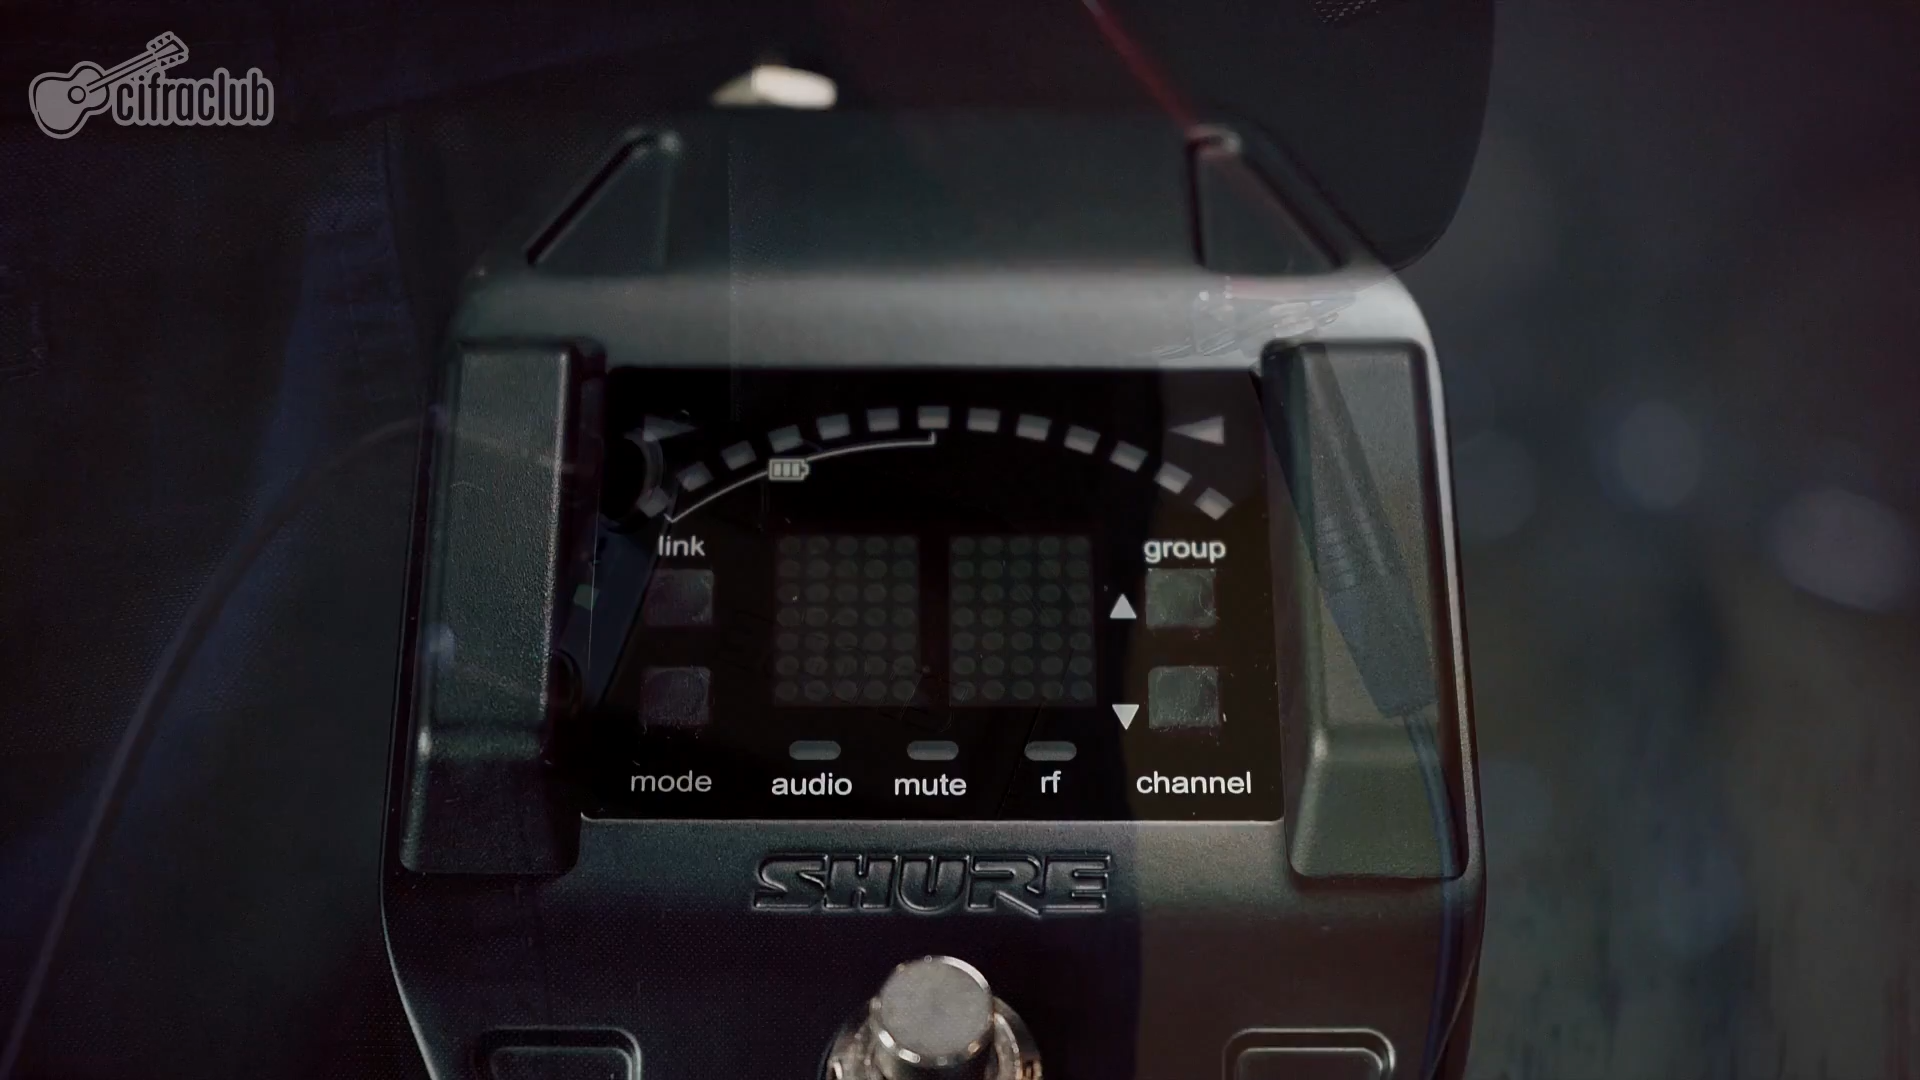 cifraclub
link
group
mode
audio
mute
rf
channel
SHURE